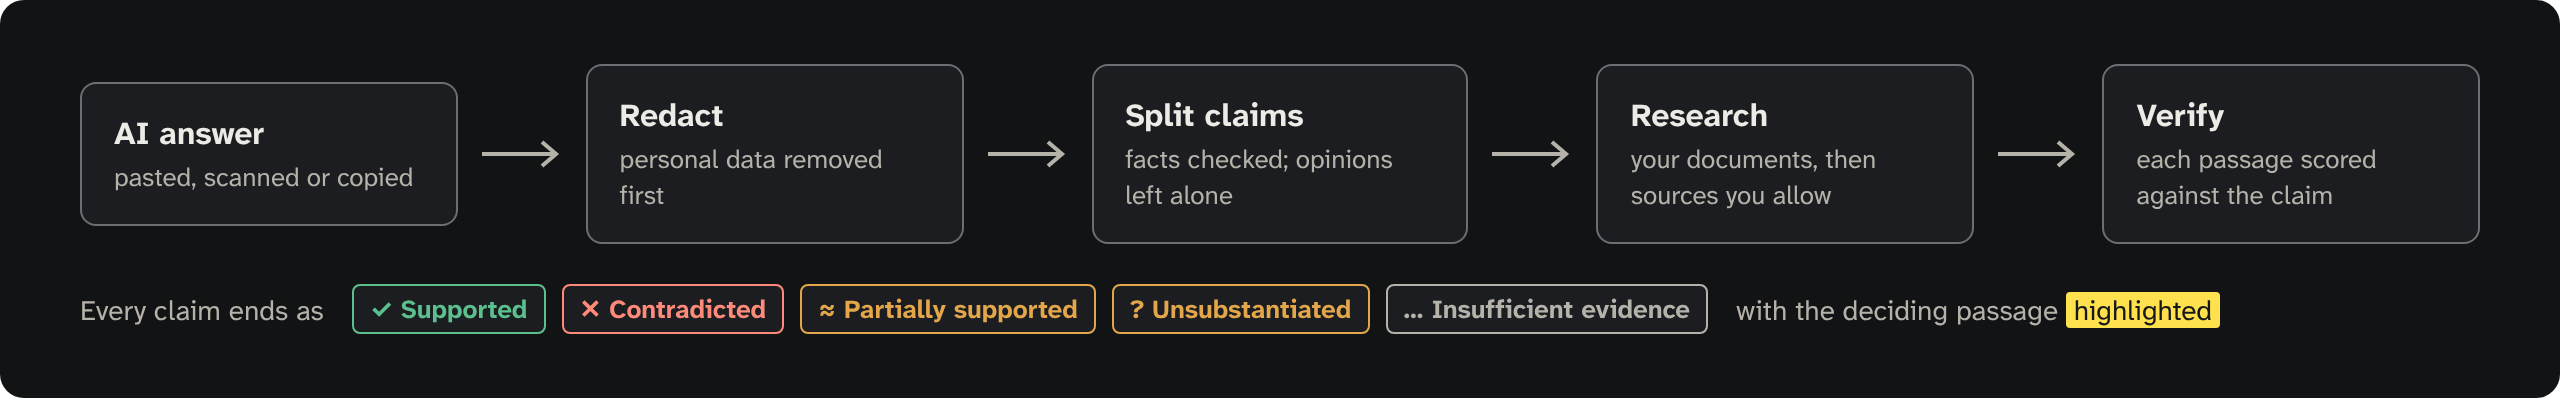 AI answer
pasted, scanned or copied
Redact
personal data removed
first
Split claims
facts checked; opinions
left alone
Research
your documents, then
sources you allow
Verify
each passage scored
against the claim
Every claim ends as ✓ Supported ✕ Contradicted ≈ Partially supported ? Unsubstantiated … Insufficient evidence with the deciding passage highlighted